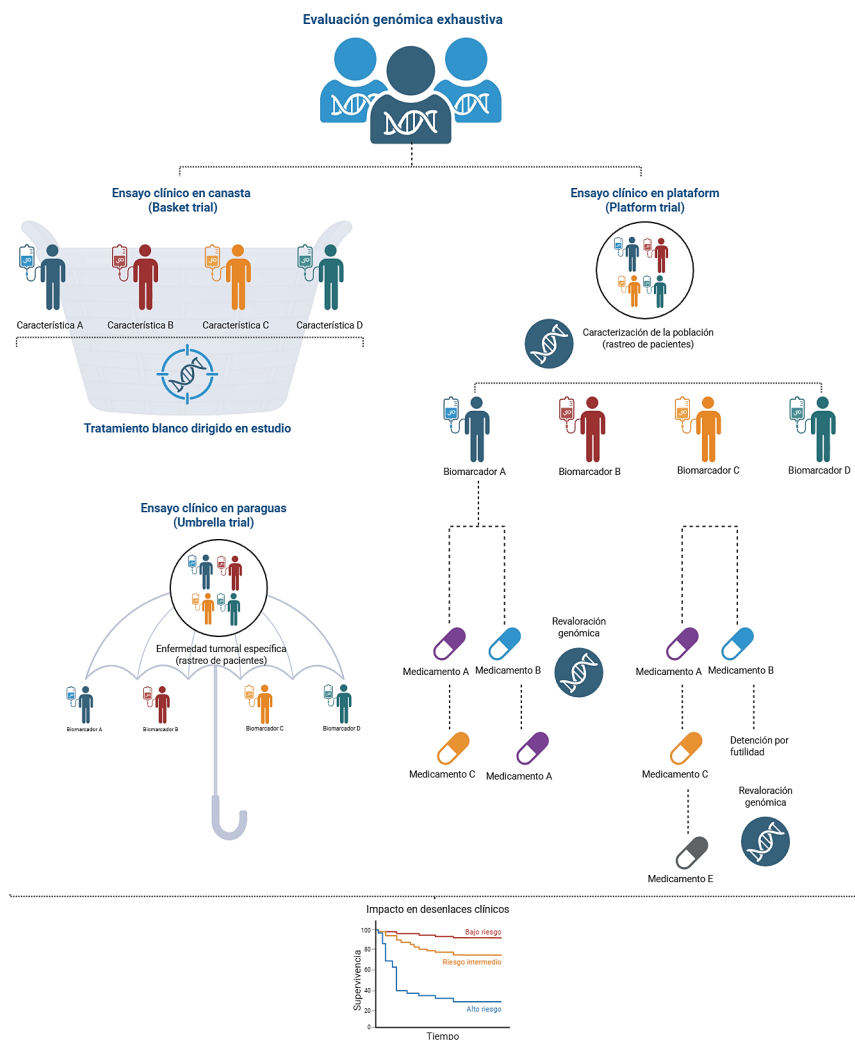 Evaluación genómica exhaustiva
Ensayo clínico en canasta
(Basket trial)
Característica A
Característica B
Característica C
Característica D
Tratamiento blanco dirigido en estudio
Ensayo clínico en paraguas
(Umbrella trial)
Enfermedad tumoral específica
(rastreo de pacientes)
Biomarcador A
Biomarcador B
Biomarcador C
Biomarcador D
Ensayo clínico en plataform
(Platform trial)
Caracterización de la población
(rastreo de pacientes)
Biomarcador A
Biomarcador B
Biomarcador C
Biomarcador D
Revaloración
genómica
Medicamento A
Medicamento B
Medicamento A
Medicamento B
Medicamento C
Medicamento A
Medicamento C
Detención por
futilidad
Revaloración
genómica
Medicamento E
Impacto en desenlaces clínicos
Supervivencia
100
80
60
40
20
0
Bajo riesgo
Riesgo intermedio
Alto riesgo
Tiempo